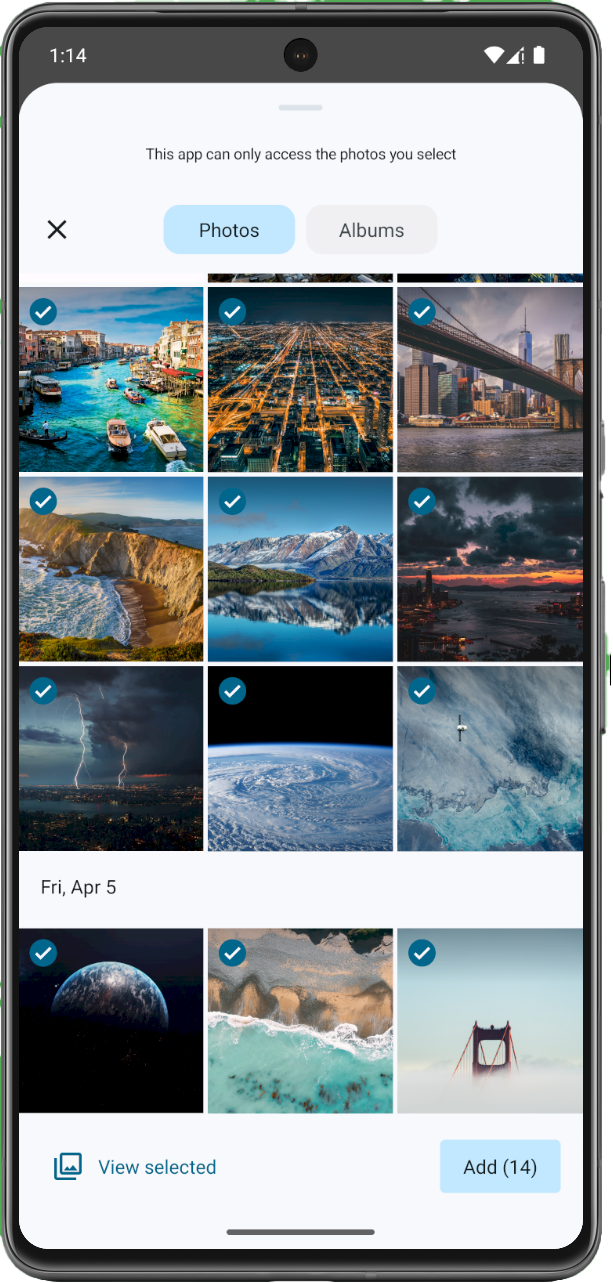 1:14
This app can only access the photos you select
Photos
Albums
Fri, Apr 5
View selected
Add (14)